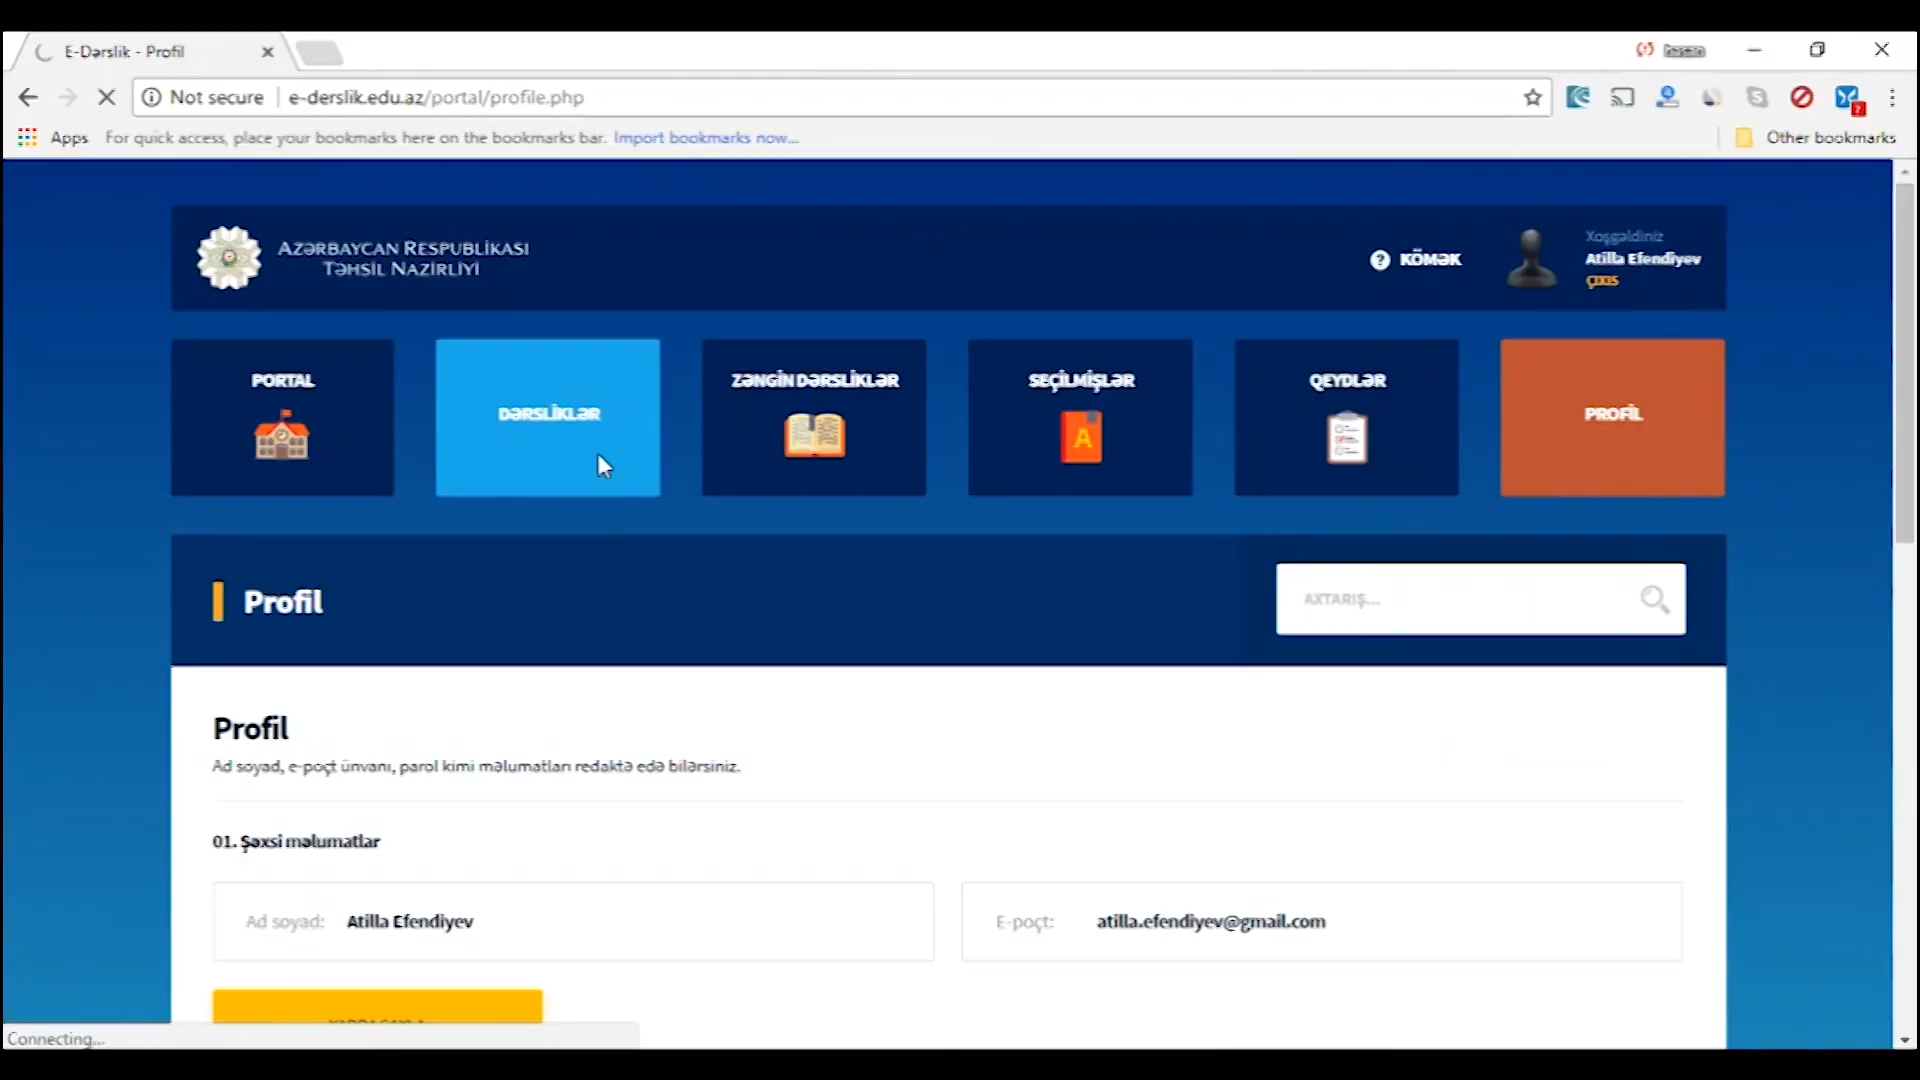 E-Dərslik - Profil
Not secure
e-derslik.edu.az/portal/profile.php
Apps
For quick access, place your bookmarks here on the bookmarks bar. Import bookmarks now...
Other bookmarks
AZƏRBAYCAN RESPUBLİKASI
TƏHSİL NAZİRLİYİ
KÖMƏK
Xoşgəldiniz
Atilla Efendiyev
ÇIXIŞ
PORTAL
DƏRSLİKLƏR
ZƏNGİN DƏRSLİKLƏR
SEÇİLMİŞLƏR
QEYDLƏR
PROFİL
Profil
AXTARIŞ...
Profil
Ad soyad, e-poçt ünvanı, parol kimi məlumatları redaktə edə bilərsiniz.
01. Şəxsi məlumatlar
Ad soyad: Atilla Efendiyev
E-poçt: atilla.efendiyev@gmail.com
Connecting...